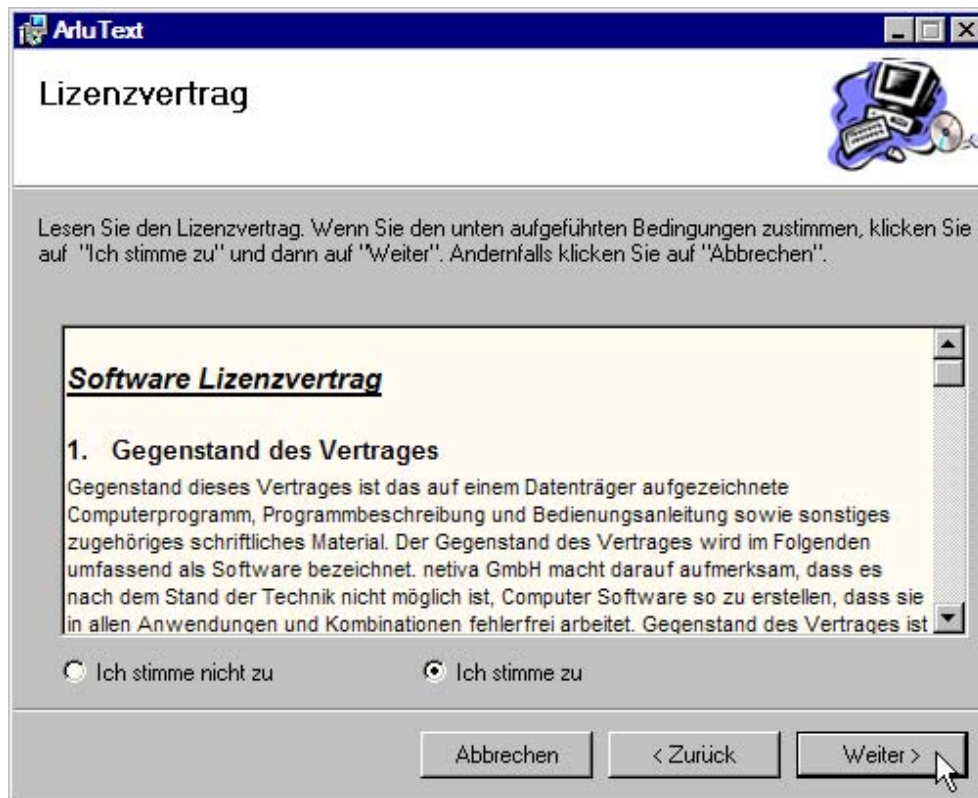 ArluText
Lizenzvertrag
Lesen Sie den Lizenzvertrag. Wenn Sie den unten aufgeführten Bedingungen zustimmen, klicken Sie
auf "Ich stimme zu" und dann auf "Weiter". Andernfalls klicken Sie auf "Abbrechen".
Software Lizenzvertrag
1. Gegenstand des Vertrages
Gegenstand dieses Vertrages ist das auf einem Datenträger aufgezeichnete
Computerprogramm, Programmbeschreibung und Bedienungsanleitung sowie sonstiges
zugehöriges schriftliches Material. Der Gegenstand des Vertrages wird im Folgenden
umfassend als Software bezeichnet. netiva GmbH macht darauf aufmerksam, dass es
nach dem Stand der Technik nicht möglich ist, Computer Software so zu erstellen, dass sie
in allen Anwendungen und Kombinationen fehlerfrei arbeitet. Gegenstand des Vertrages ist
Ich stimme nicht zu Ich stimme zu
Abbrechen < Zurück Weiter >